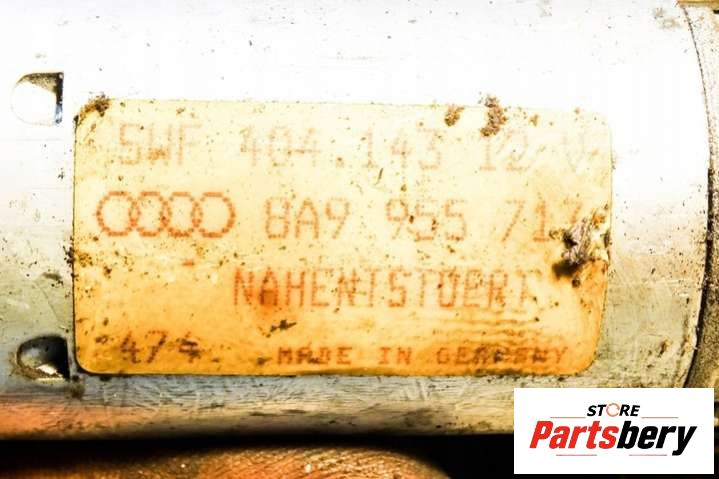 SWF 404.143 12 V
8A9 955 71
NAHENTSTOERT
474
MADE IN GERMANY
STORE
Partsbery